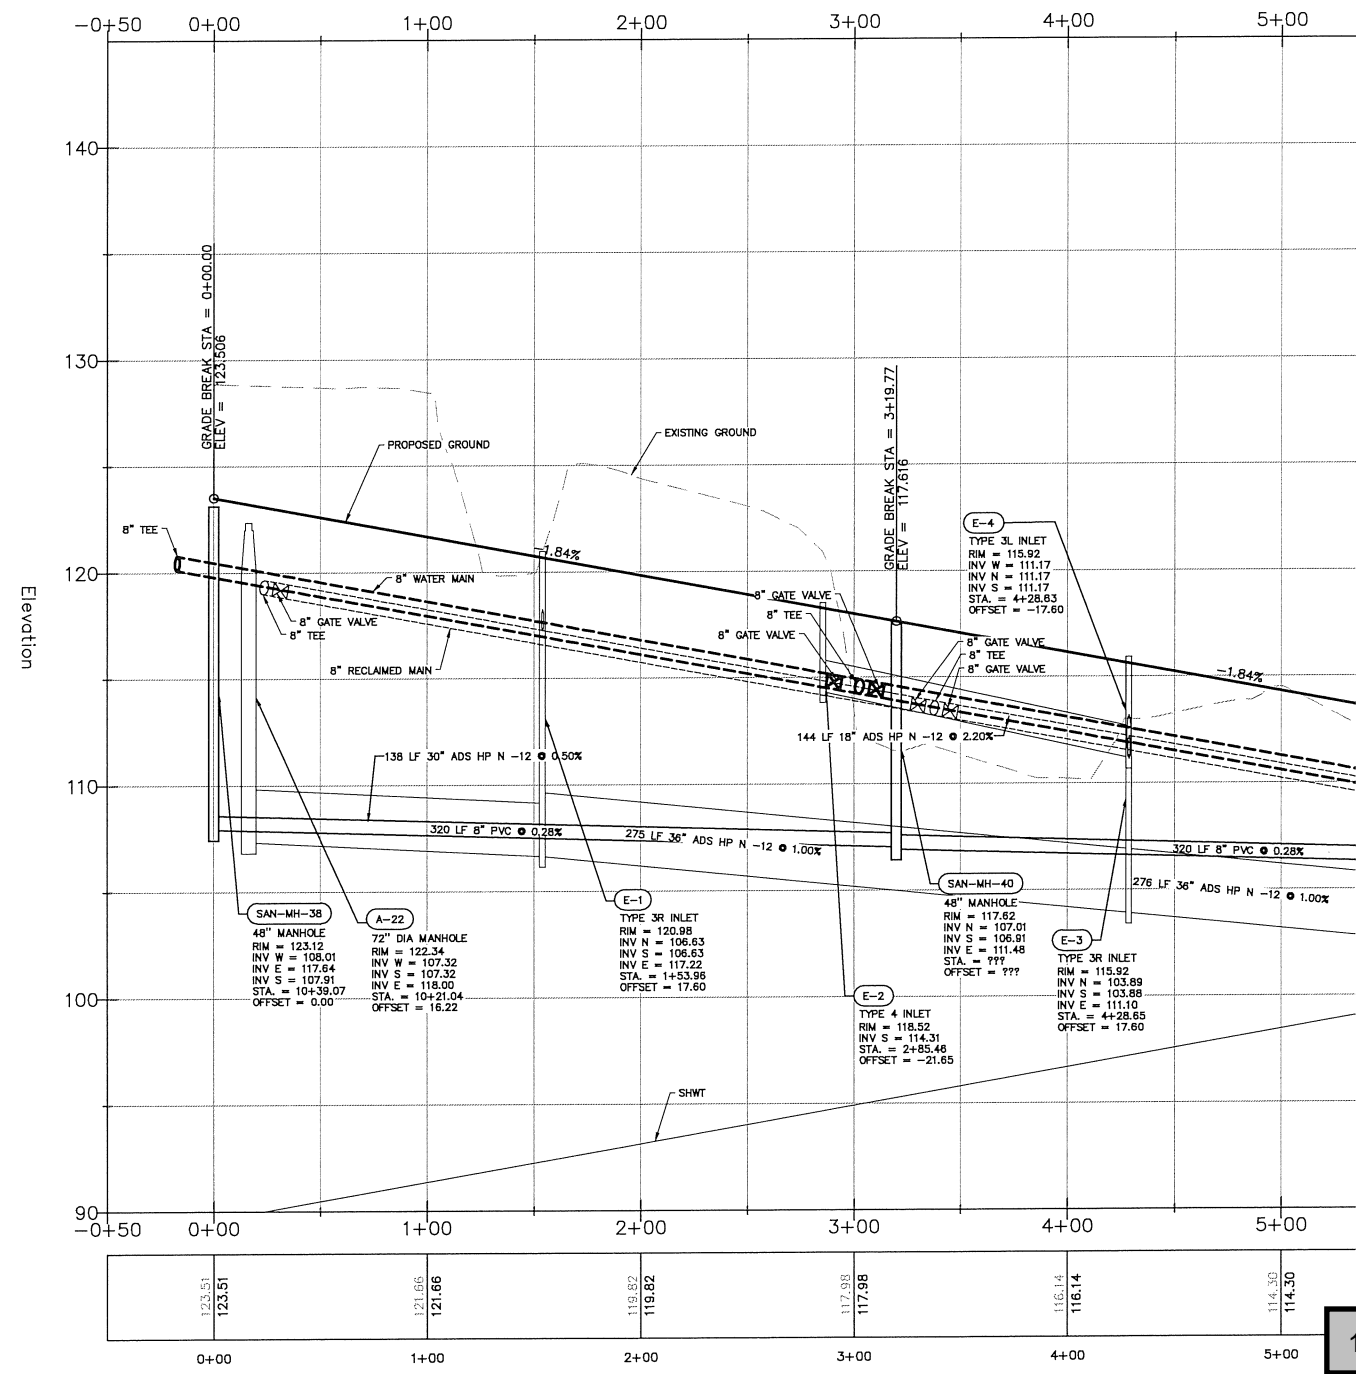 -0+50 0+00 1+00 2+00 3+00 4+00 5+00
140
130
120
110
100
90
Elevation
GRADE BREAK STA = 0+00.00
ELEV = 123.506
GRADE BREAK STA = 3+19.77
ELEV = 117.616
PROPOSED GROUND
EXISTING GROUND
8" TEE
-1.84%
8" WATER MAIN
8" GATE VALVE
8" TEE
8" RECLAIMED MAIN
8" GATE VALVE
8" TEE
8" GATE VALVE
8" GATE VALVE
8" TEE
8" GATE VALVE
-1.84%
E-4
TYPE 3L INLET
RIM = 115.92
INV W = 111.17
INV N = 111.17
INV S = 111.17
STA. = 4+28.83
OFFSET = -17.60
144 LF 18" ADS HP N -12 @ 2.20%
138 LF 30" ADS HP N -12 @ 0.50%
320 LF 8" PVC @ 0.28%
275 LF 36" ADS HP N -12 @ 1.00%
320 LF 8" PVC @ 0.28%
276 LF 36" ADS HP N -12 @ 1.00%
SAN-MH-38
48" MANHOLE
RIM = 123.12
INV W = 108.01
INV E = 117.64
INV S = 107.91
STA. = 10+39.07
OFFSET = 0.00
A-22
72" DIA MANHOLE
RIM = 122.34
INV W = 107.32
INV S = 107.32
INV E = 118.00
STA. = 10+21.04
OFFSET = 16.22
E-1
TYPE 3R INLET
RIM = 120.98
INV N = 106.63
INV S = 106.63
INV E = 117.22
STA. = 1+53.96
OFFSET = 17.60
SAN-MH-40
48" MANHOLE
RIM = 117.62
INV N = 107.01
INV S = 106.91
INV E = 111.48
STA. = ???
OFFSET = ???
E-2
TYPE 4 INLET
RIM = 118.52
INV S = 114.31
STA. = 2+85.46
OFFSET = -21.65
E-3
TYPE 3R INLET
RIM = 115.92
INV N = 103.89
INV S = 103.88
INV E = 111.10
STA. = 4+28.65
OFFSET = 17.60
SHWT
-0+50 0+00 1+00 2+00 3+00 4+00 5+00
123.51 123.51 121.66 121.66 119.82 119.82 117.98 117.98 116.14 116.14 114.30 114.30
0+00 1+00 2+00 3+00 4+00 5+00